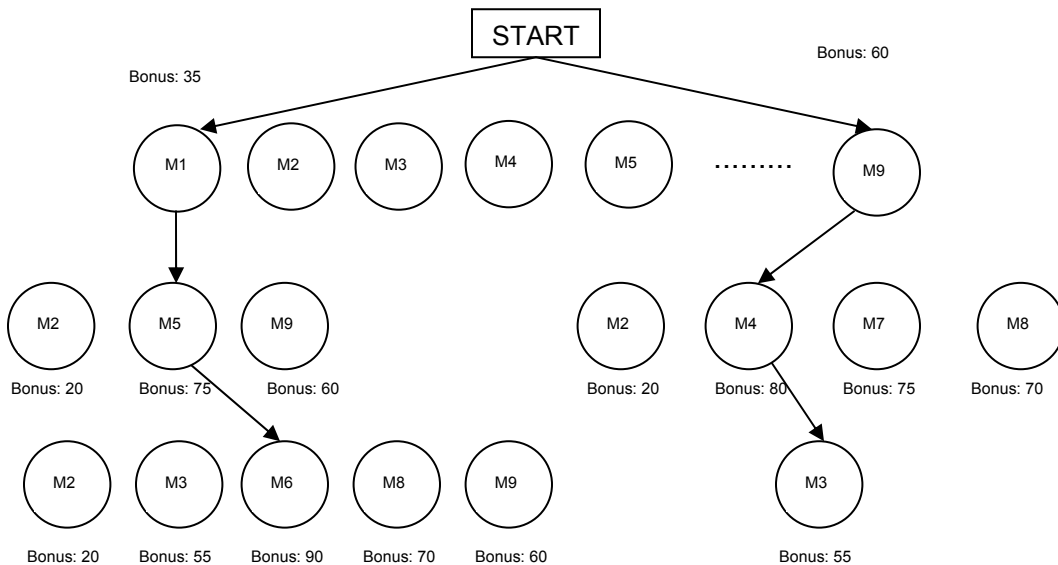 START
Bonus: 35
Bonus: 60
M1 M2 M3 M4 M5 ......... M9
M2 M5 M9 M2 M4 M7 M8
Bonus: 20 Bonus: 75 Bonus: 60 Bonus: 20 Bonus: 80 Bonus: 75 Bonus: 70
M2 M3 M6 M8 M9 M3
Bonus: 20 Bonus: 55 Bonus: 90 Bonus: 70 Bonus: 60 Bonus: 55